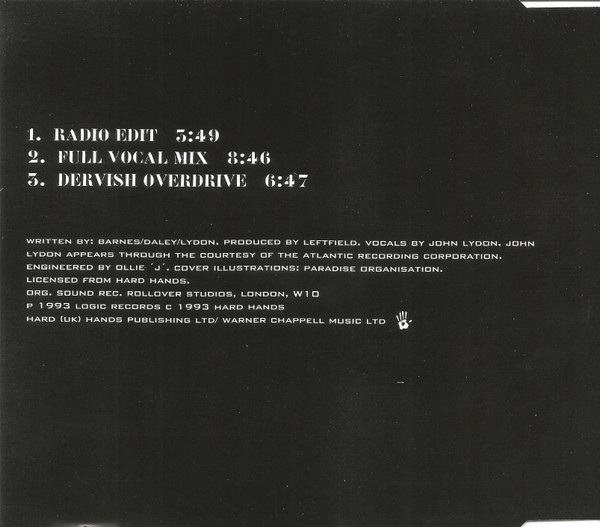 1. RADIO EDIT 3:49
2. FULL VOCAL MIX 8:46
3. DERVISH OVERDRIVE 6:47
WRITTEN BY: BARNES/DALEY/LYDON. PRODUCED BY LEFTFIELD. VOCALS BY JOHN LYDON. JOHN
LYDON APPEARS THROUGH THE COURTESY OF THE ATLANTIC RECORDING CORPORATION.
ENGINEERED BY OLLIE ´J´. COVER ILLUSTRATIONS: PARADISE ORGANISATION.
LICENSED FROM HARD HANDS.
ORG. SOUND REC. ROLLOVER STUDIOS, LONDON, W10
P 1993 LOGIC RECORDS C 1993 HARD HANDS
HARD (UK) HANDS PUBLISHING LTD/ WARNER CHAPPELL MUSIC LTD